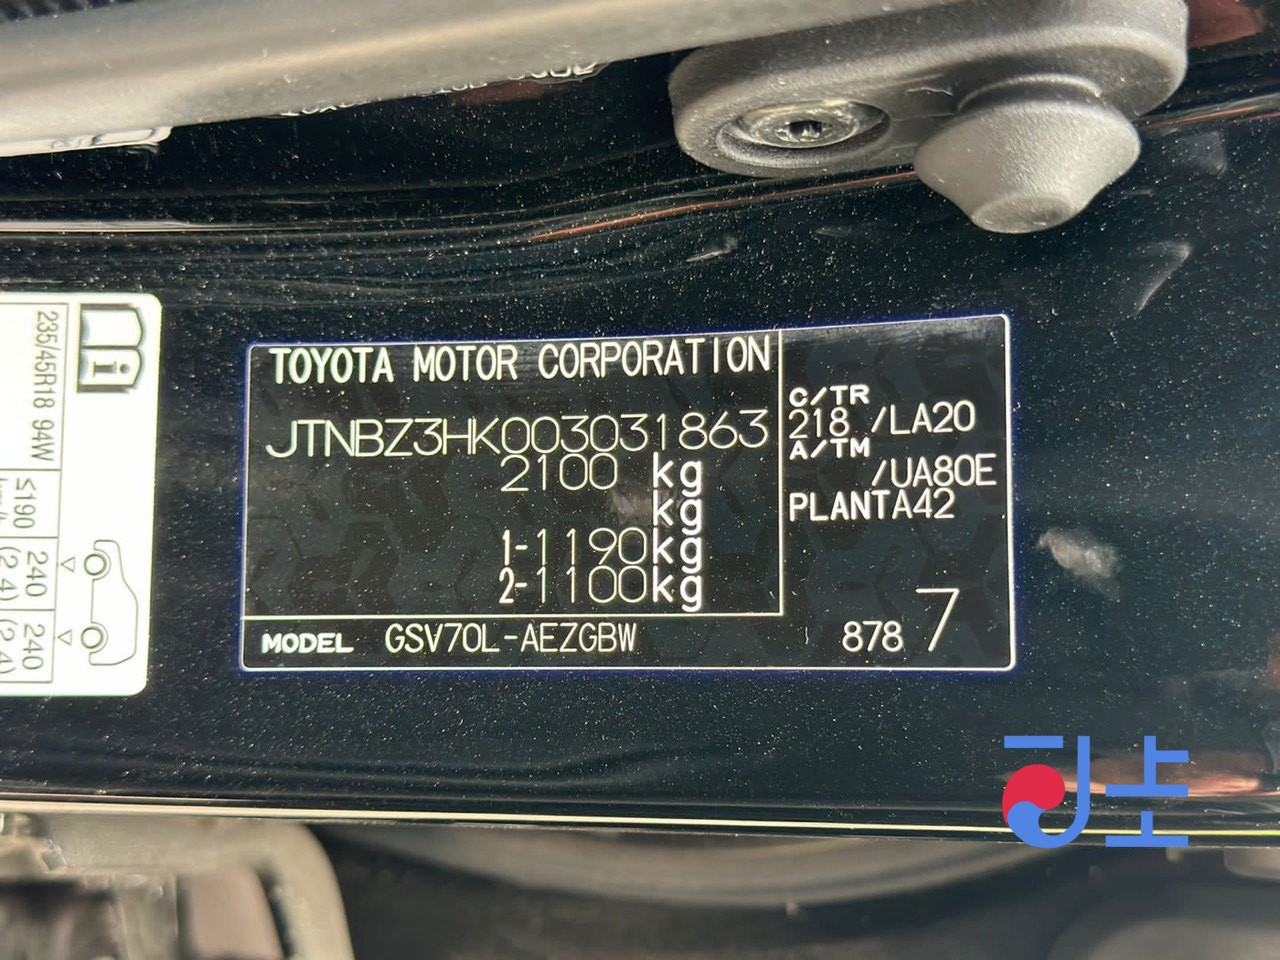 TOYOTA MOTOR CORPORATION
JTNBZ3HK003031863
2100 kg
kg
1-1190kg
2-1100kg
MODEL GSV70L-AEZGBW
C/TR
218 /LA20
A/TM
/UA80E
PLANTA42
878 7
235/45R18 94W
≤190
240
240